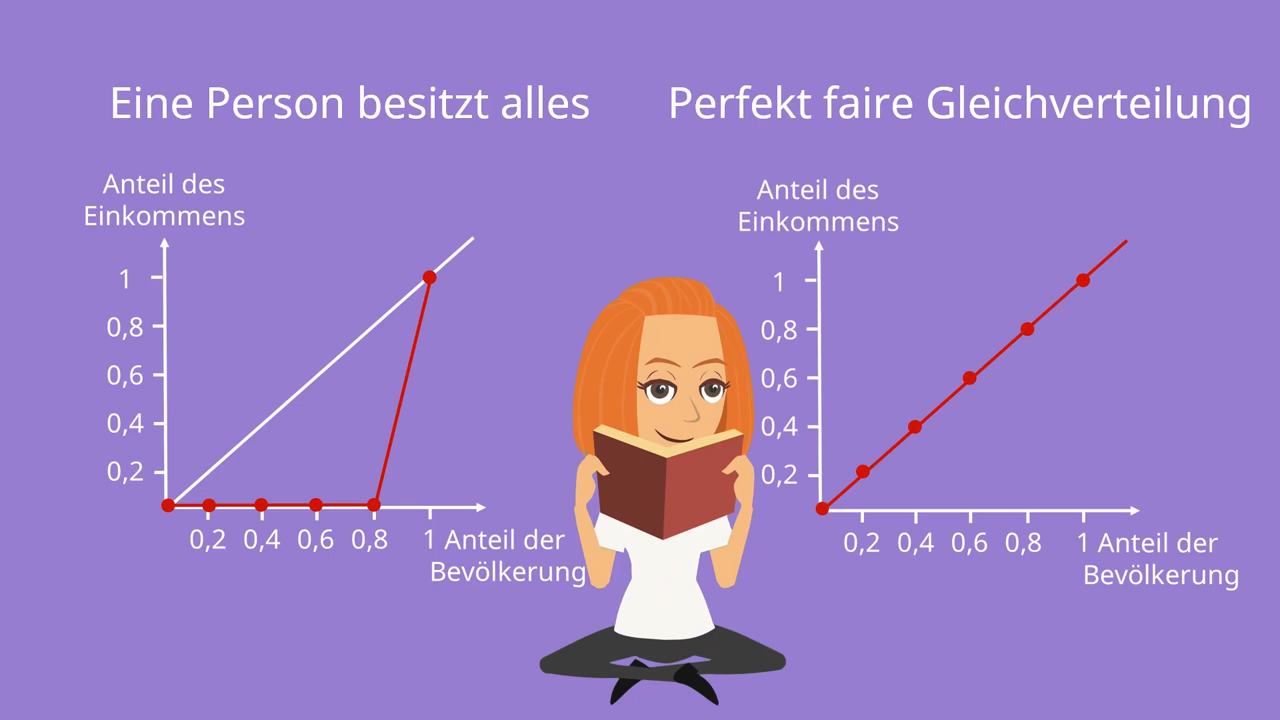 Eine Person besitzt alles
Anteil des
Einkommens
1
0,8
0,6
0,4
0,2
0,2 0,4 0,6 0,8 1 Anteil der
Bevölkerung
Perfekt faire Gleichverteilung
Anteil des
Einkommens
1
0,8
0,6
0,4
0,2
0,2 0,4 0,6 0,8 1 Anteil der
Bevölkerung